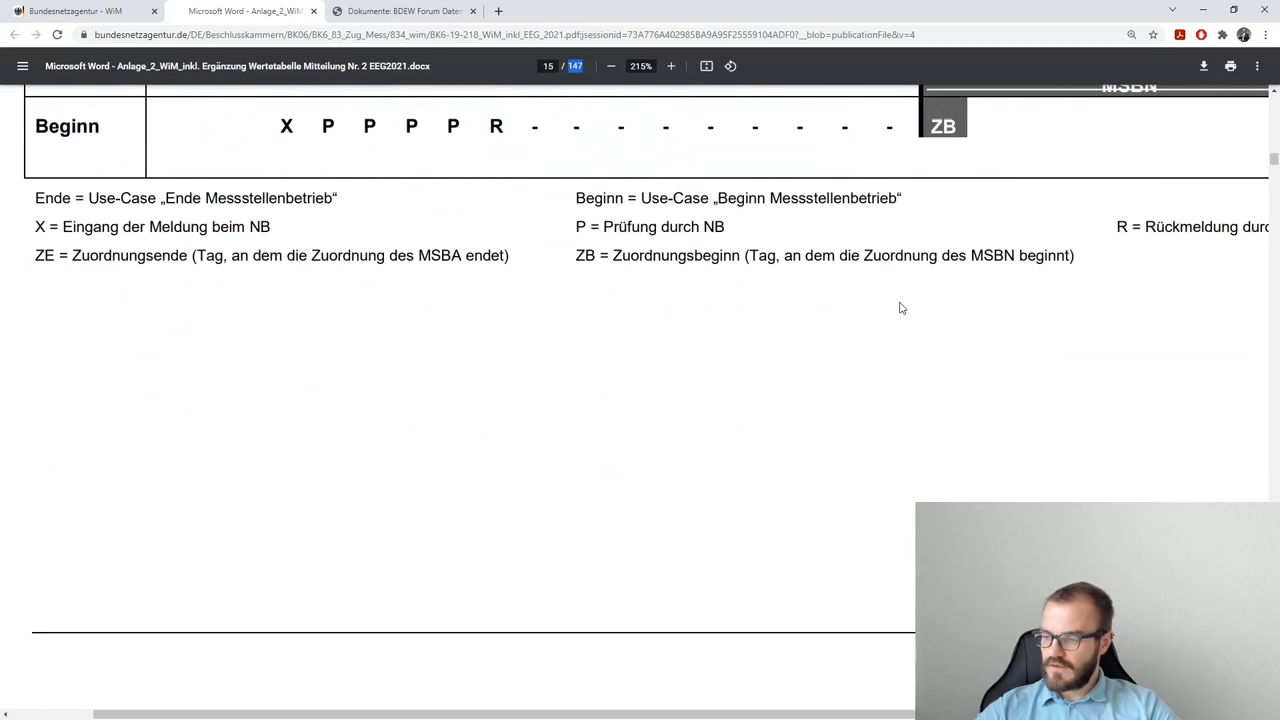 Bundesnetzagentur - WiM
Microsoft Word - Anlage_2_WiM
Dokumente: BDEW Forum Daten
bundesnetzagentur.de/DE/Beschlusskammern/BK06/BK6_83_Zug_Mess/834_wim/BK6-19-218_WiM_inkl_EEG_2021.pdf;jsessionid=73A776A402985BA9A95F25559104ADF0?__blob=publicationFile&v=4
Microsoft Word - Anlage_2_WiM_inkl. Ergänzung Wertetabelle Mitteilung Nr. 2 EEG2021.docx
15 / 147
215%
MSBN
Beginn X P P P P R - - - - - - - - - ZB
Ende = Use-Case „Ende Messstellenbetrieb“ Beginn = Use-Case „Beginn Messstellenbetrieb“
X = Eingang der Meldung beim NB P = Prüfung durch NB R = Rückmeldung durc
ZE = Zuordnungsende (Tag, an dem die Zuordnung des MSBA endet) ZB = Zuordnungsbeginn (Tag, an dem die Zuordnung des MSBN beginnt)